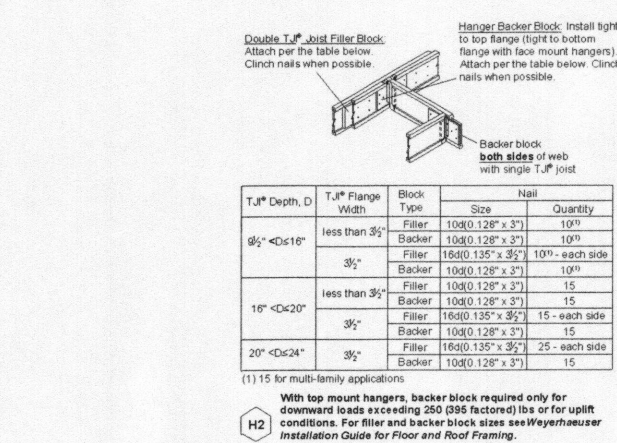 Double TJI® Joist Filler Block:
Attach per the table below.
Clinch nails when possible.
Hanger Backer Block: Install tight
to top flange (tight to bottom
flange with face mount hangers).
Attach per the table below. Clinch
nails when possible.
Backer block
both sides of web
with single TJI® joist
TJI® Depth, D TJI® Flange Width Block Type Nail
Size Quantity
9½" <D≤16" less than 3½" Filler 10d(0.128" x 3") 10(1)
Backer 10d(0.128" x 3") 10(1)
3½" Filler 16d(0.135" x 3½") 10(1) - each side
Backer 10d(0.128" x 3") 10(1)
16" <D≤20" less than 3½" Filler 10d(0.128" x 3") 15
Backer 10d(0.128" x 3") 15
3½" Filler 16d(0.135" x 3½") 15 - each side
Backer 10d(0.128" x 3") 15
20" <D≤24" 3½" Filler 16d(0.135" x 3½") 25 - each side
Backer 10d(0.128" x 3") 15
(1) 15 for multi-family applications
H2
With top mount hangers, backer block required only for
downward loads exceeding 250 (395 factored) lbs or for uplift
conditions. For filler and backer block sizes see Weyerhaeuser
Installation Guide for Floor and Roof Framing.